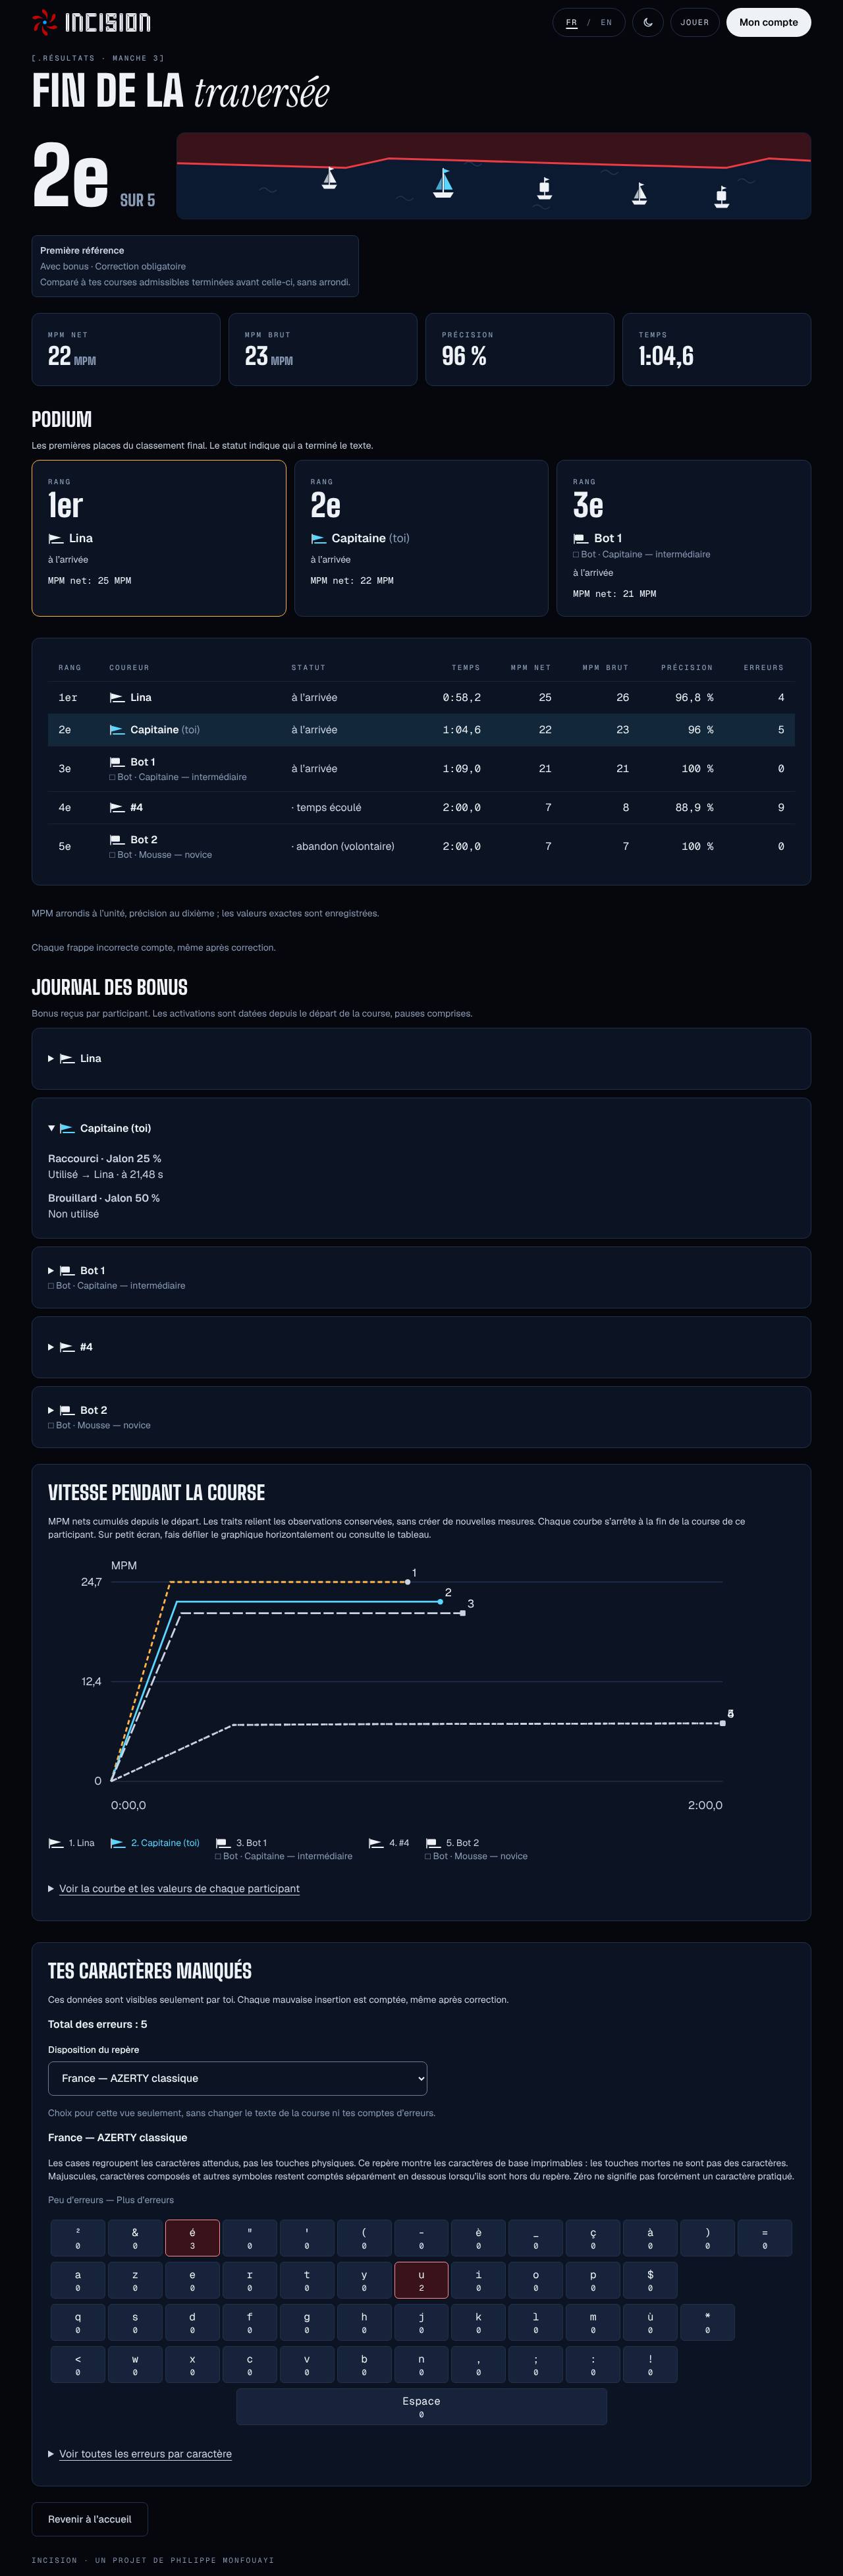 INCISION
FR / EN
JOUER
Mon compte
[.RÉSULTATS · MANCHE 3]
FIN DE LA traversée
2e SUR 5
Première référence
Avec bonus · Correction obligatoire
Comparé à tes courses admissibles terminées avant celle-ci, sans arrondi.
MPM NET
22 MPM
MPM BRUT
23 MPM
PRÉCISION
96 %
TEMPS
1:04,6
PODIUM
Les premières places du classement final. Le statut indique qui a terminé le texte.
RANG
1er
Lina
à l’arrivée
MPM net: 25 MPM
RANG
2e
Capitaine (toi)
à l’arrivée
MPM net: 22 MPM
RANG
3e
Bot 1
□ Bot · Capitaine — intermédiaire
à l’arrivée
MPM net: 21 MPM
RANG COUREUR STATUT TEMPS MPM NET MPM BRUT PRÉCISION ERREURS
1er Lina à l’arrivée 0:58,2 25 26 96,8 % 4
2e Capitaine (toi) à l’arrivée 1:04,6 22 23 96 % 5
3e Bot 1 à l’arrivée 1:09,0 21 21 100 % 0
□ Bot · Capitaine — intermédiaire
4e #4 · temps écoulé 2:00,0 7 8 88,9 % 9
5e Bot 2 · abandon (volontaire) 2:00,0 7 7 100 % 0
□ Bot · Mousse — novice
MPM arrondis à l’unité, précision au dixième ; les valeurs exactes sont enregistrées.
Chaque frappe incorrecte compte, même après correction.
JOURNAL DES BONUS
Bonus reçus par participant. Les activations sont datées depuis le départ de la course, pauses comprises.
▶ Lina
▼ Capitaine (toi)
Raccourci · Jalon 25 %
Utilisé → Lina · à 21,48 s
Brouillard · Jalon 50 %
Non utilisé
▶ Bot 1
□ Bot · Capitaine — intermédiaire
▶ #4
▶ Bot 2
□ Bot · Mousse — novice
VITESSE PENDANT LA COURSE
MPM nets cumulés depuis le départ. Les traits relient les observations conservées, sans créer de nouvelles mesures. Chaque courbe s’arrête à la fin de la course de ce
participant. Sur petit écran, fais défiler le graphique horizontalement ou consulte le tableau.
MPM
24,7
1
2
3
12,4
0
0:00,0 2:00,0
1. Lina 2. Capitaine (toi) 3. Bot 1 4. #4 5. Bot 2
□ Bot · Capitaine — intermédiaire □ Bot · Mousse — novice
▶ Voir la courbe et les valeurs de chaque participant
TES CARACTÈRES MANQUÉS
Ces données sont visibles seulement par toi. Chaque mauvaise insertion est comptée, même après correction.
Total des erreurs : 5
Disposition du repère
France — AZERTY classique
Choix pour cette vue seulement, sans changer le texte de la course ni tes comptes d’erreurs.
France — AZERTY classique
Les cases regroupent les caractères attendus, pas les touches physiques. Ce repère montre les caractères de base imprimables : les touches mortes ne sont pas des caractères.
Majuscules, caractères composés et autres symboles restent comptés séparément en dessous lorsqu’ils sont hors du repère. Zéro ne signifie pas forcément un caractère pratiqué.
Peu d’erreurs — Plus d’erreurs
² & é " ' ( - è _ ç à ) =
0 0 3 0 0 0 0 0 0 0 0 0 0
a z e r t y u i o p $
0 0 0 0 0 0 2 0 0 0 0
q s d f g h j k l m ù *
0 0 0 0 0 0 0 0 0 0 0 0
< w x c v b n , ; : !
0 0 0 0 0 0 0 0 0 0 0
Espace
0
▶ Voir toutes les erreurs par caractère
Revenir à l’accueil
INCISION · UN PROJET DE PHILIPPE MONFOUAYI